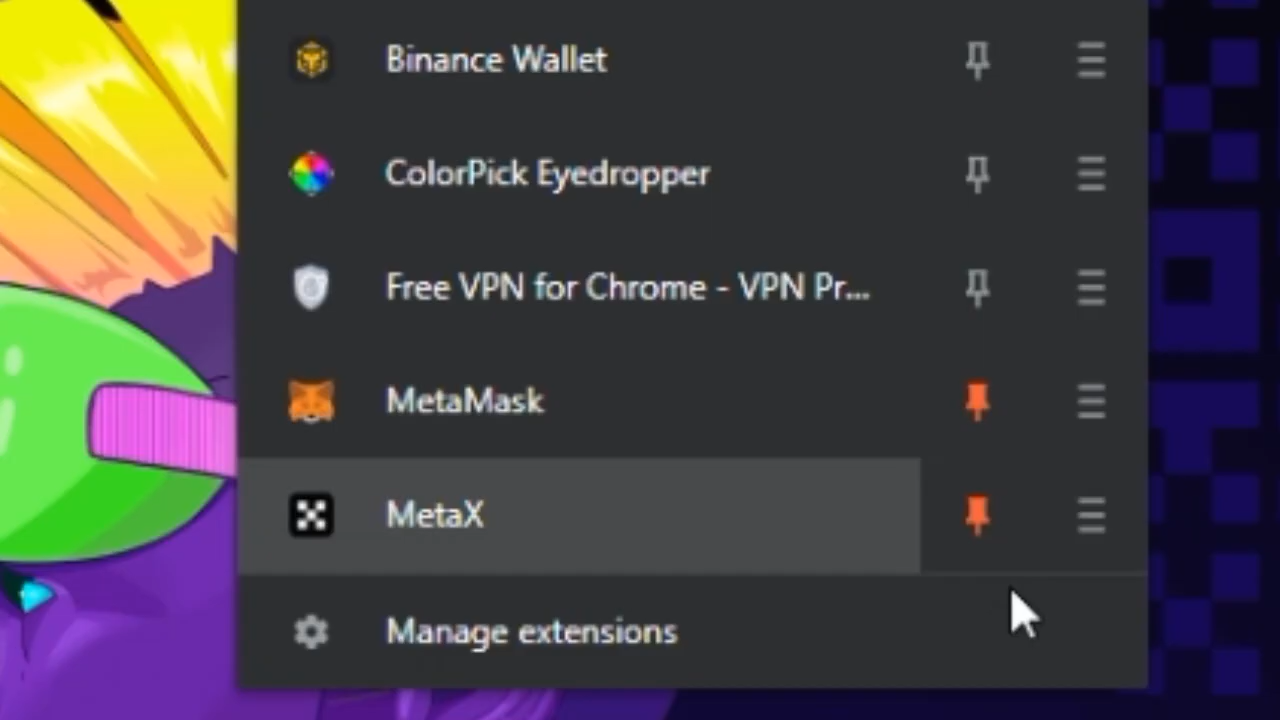 Binance Wallet
ColorPick Eyedropper
Free VPN for Chrome - VPN Pr...
MetaMask
MetaX
Manage extensions